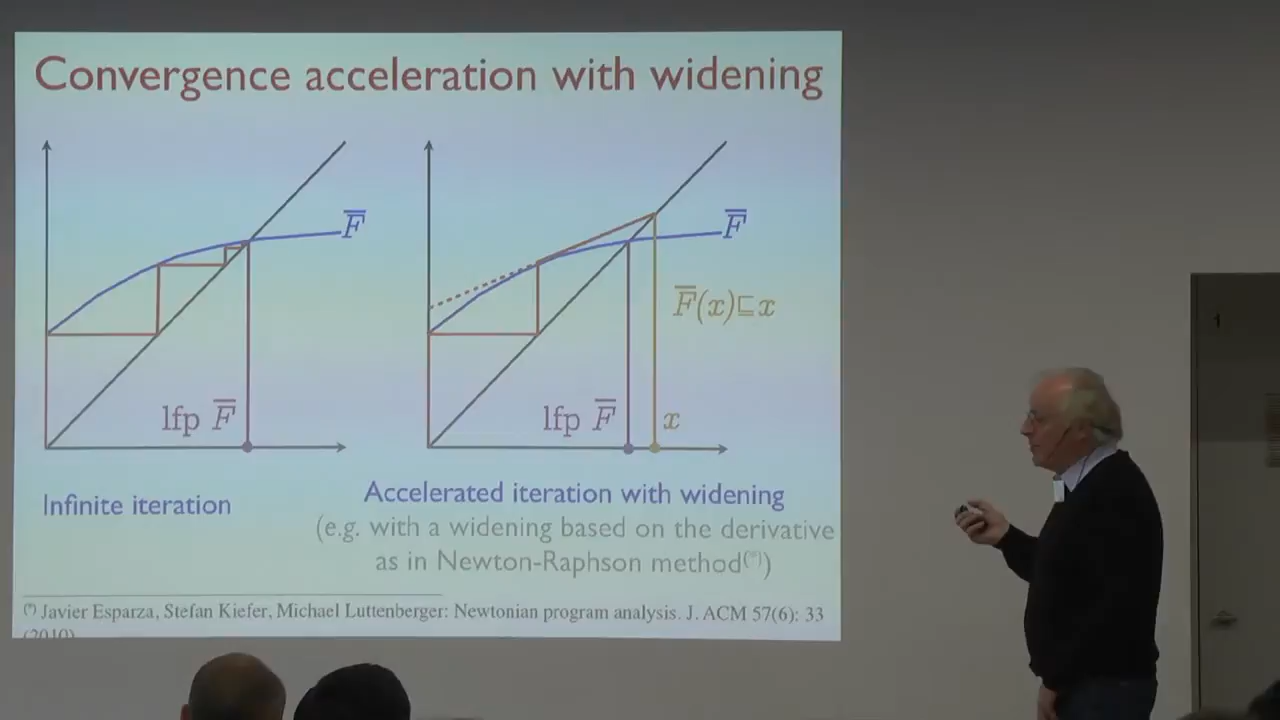 Convergence acceleration with widening
F̅
F̅
F̅(x)⊑x
lfp F̅
lfp F̅
x
Infinite iteration
Accelerated iteration with widening
(e.g. with a widening based on the derivative
as in Newton-Raphson method(*))
(*) Javier Esparza, Stefan Kiefer, Michael Luttenberger: Newtonian program analysis. J. ACM 57(6): 33
(2010)